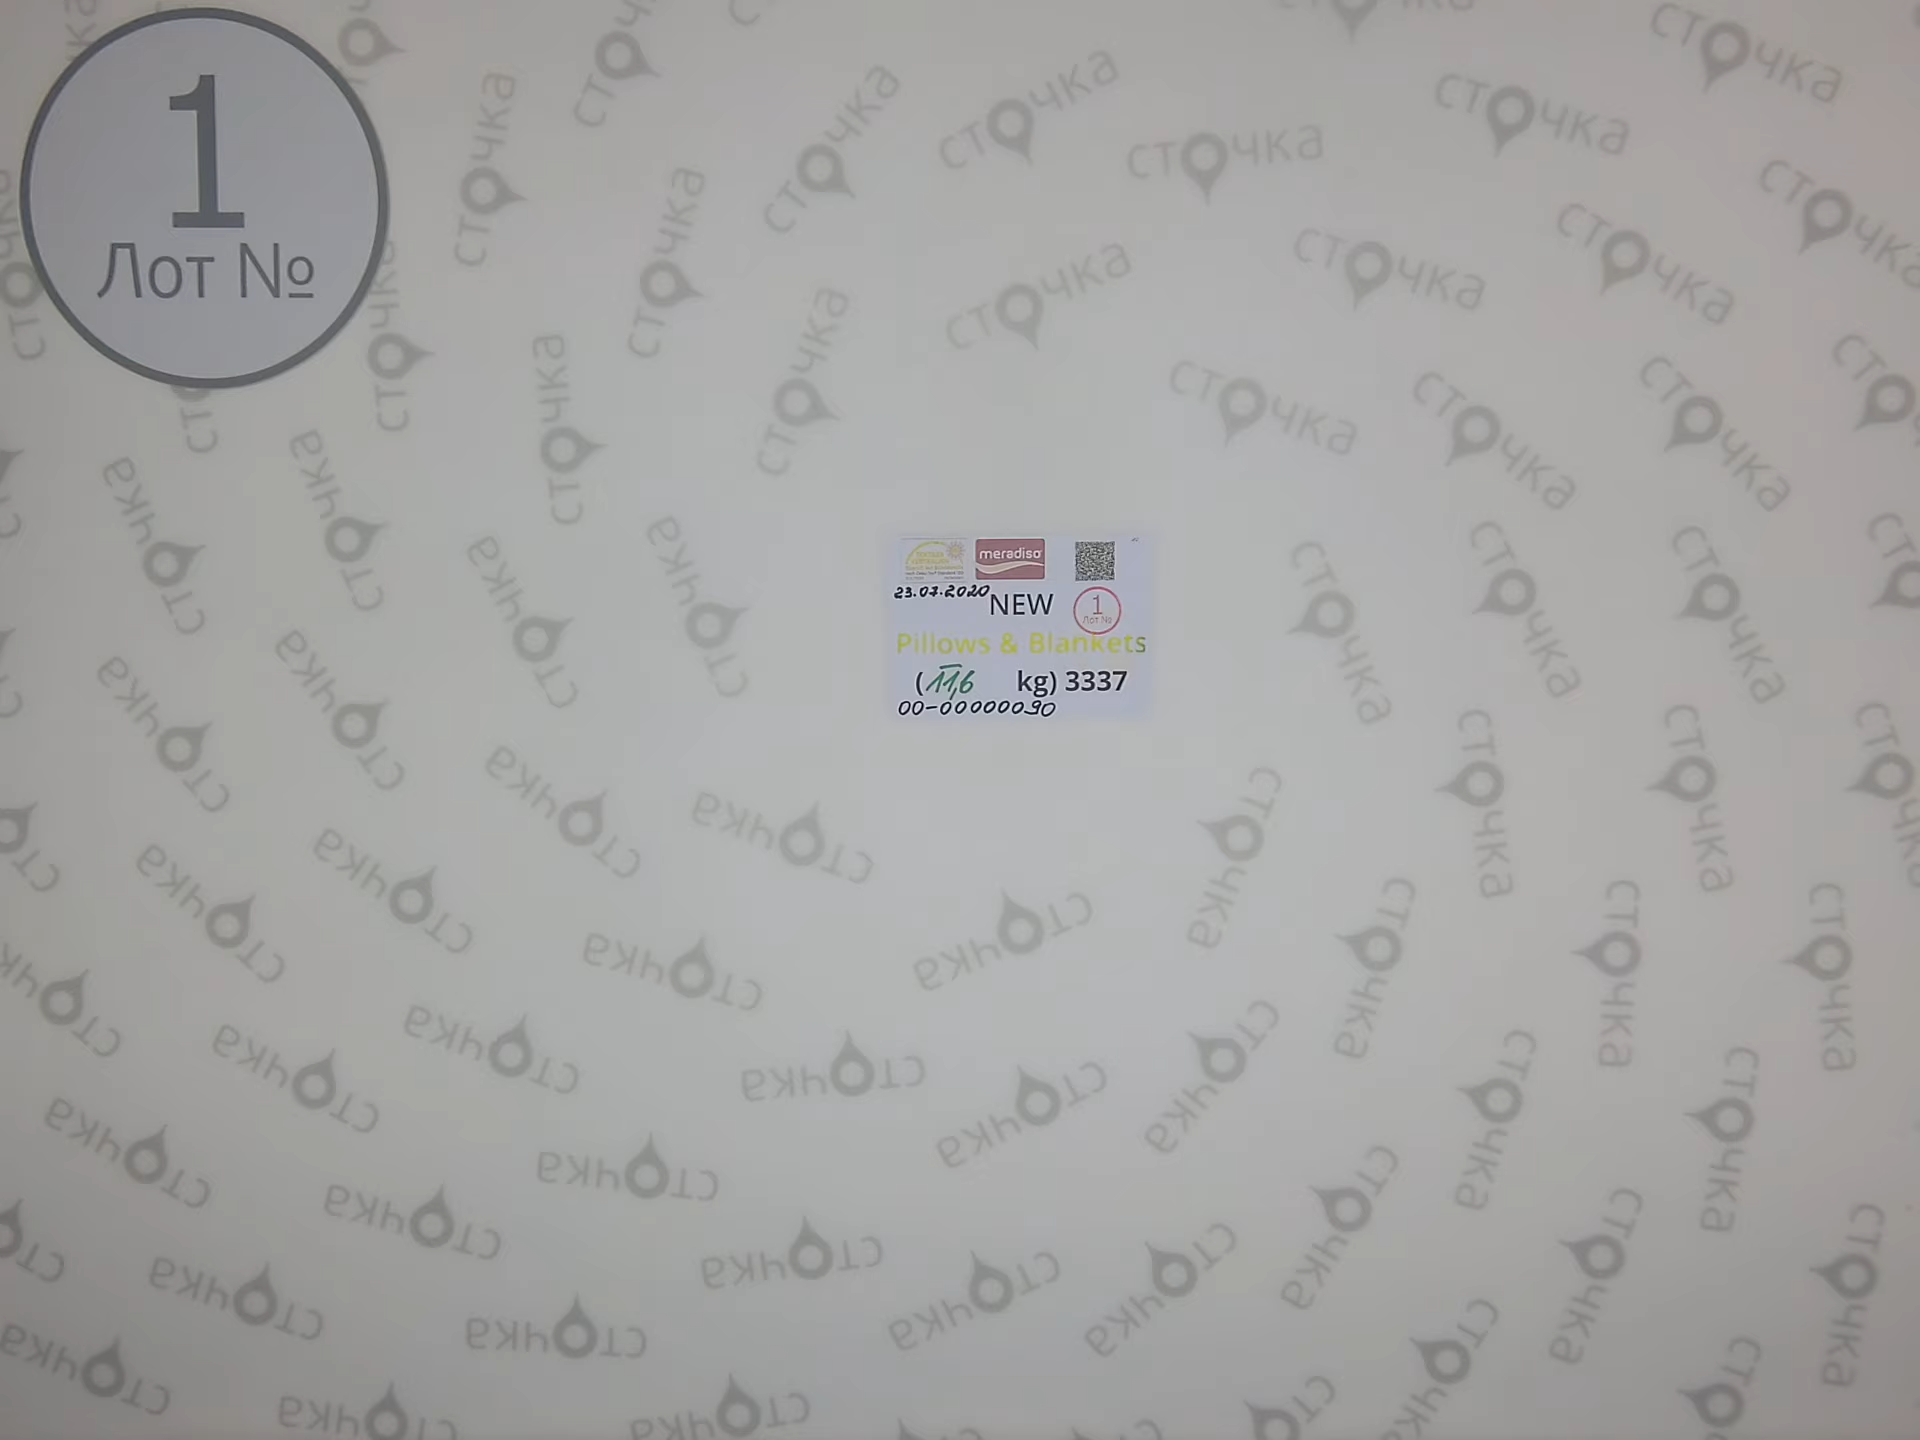 1
Лот №
сточка
meradiso
23.07.2020
NEW
1
Лот №
Pillows & Blankets
(11,6 kg) 3337
00-00000090